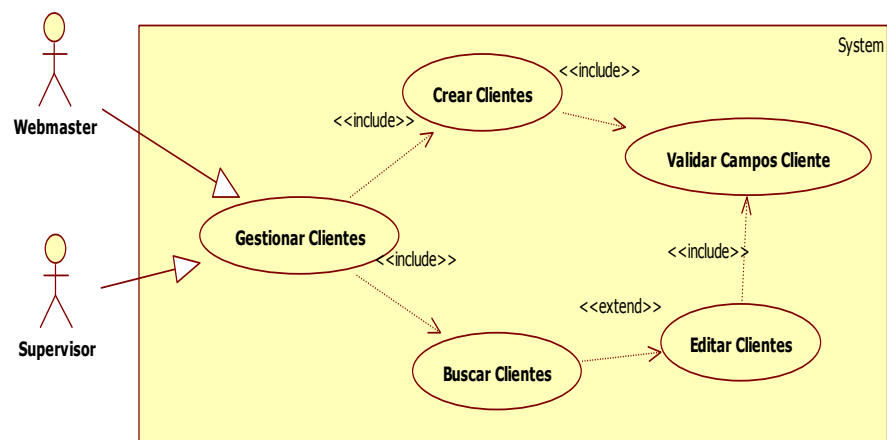 System
Webmaster
<<include>>
Crear Clientes
<<include>>
Validar Campos Cliente
Gestionar Clientes
<<include>>
<<include>>
Supervisor
<<extend>>
Editar Clientes
Buscar Clientes